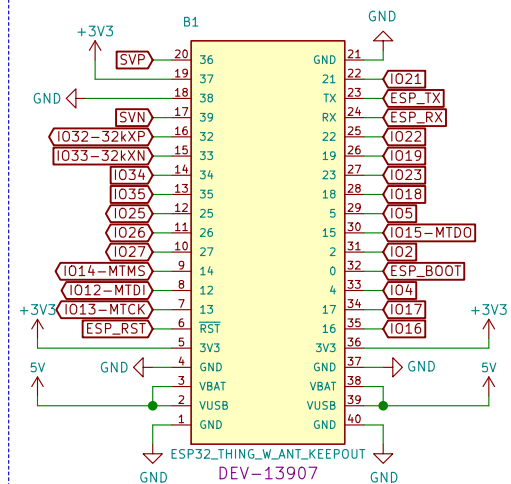 B1
GND
+3V3
SVP 20 36 GND 21
19 37 21 22 IO21
GND 18 38 TX 23 ESP_TX
SVN 17 39 RX 24 ESP_RX
IO32-32kXP 16 32 22 25 IO22
IO33-32kXN 15 33 19 26 IO19
IO34 14 34 23 27 IO23
IO35 13 35 18 28 IO18
IO25 12 25 5 29 IO5
IO26 11 26 15 30 IO15-MTDO
IO27 10 27 2 31 IO2
IO14-MTMS 9 14 0 32 ESP_BOOT
IO12-MTDI 8 12 4 33 IO4
+3V3 IO13-MTCK 7 13 17 34 IO17 +3V3
ESP_RST 6 RST 16 35 IO16
5 3V3 3V3 36
5V GND 4 GND GND 37 GND 5V
3 VBAT VBAT 38
2 VUSB VUSB 39
1 GND GND 40
ESP32_THING_W_ANT_KEEPOUT
GND DEV-13907 GND